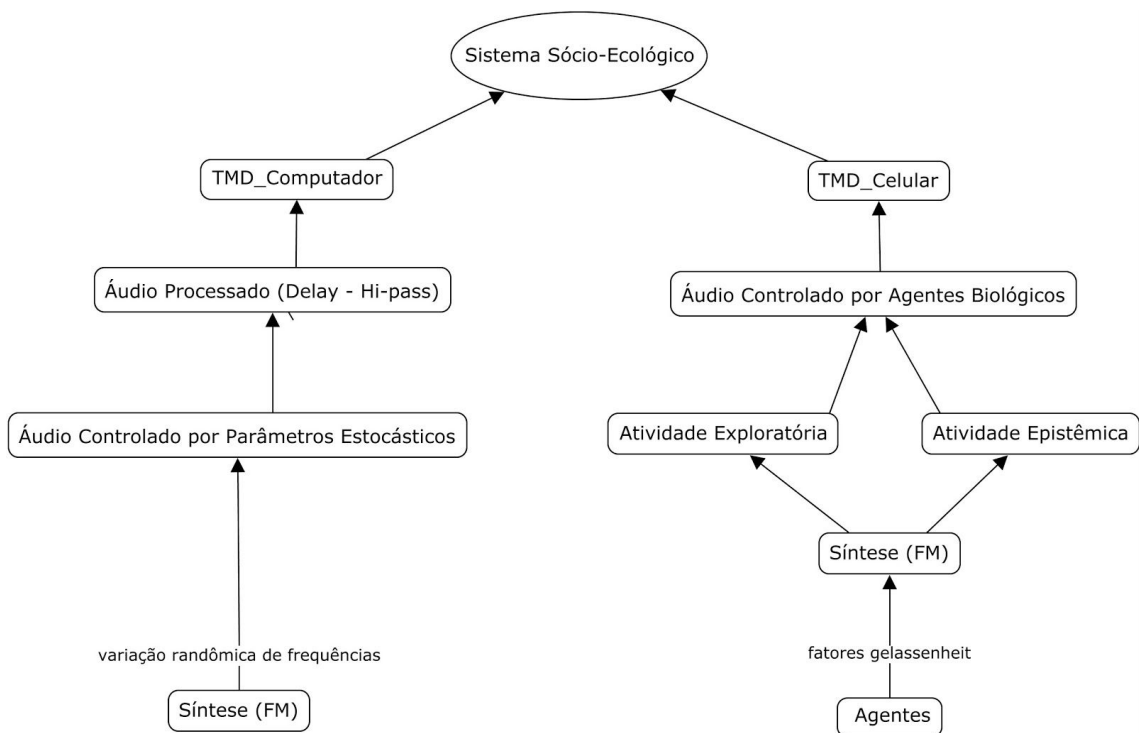 Sistema Sócio-Ecológico
TMD_Computador
TMD_Celular
Áudio Processado (Delay - Hi-pass)
Áudio Controlado por Agentes Biológicos
Áudio Controlado por Parâmetros Estocásticos
Atividade Exploratória
Atividade Epistêmica
Síntese (FM)
variação randômica de frequências
fatores gelassenheit
Síntese (FM)
Agentes